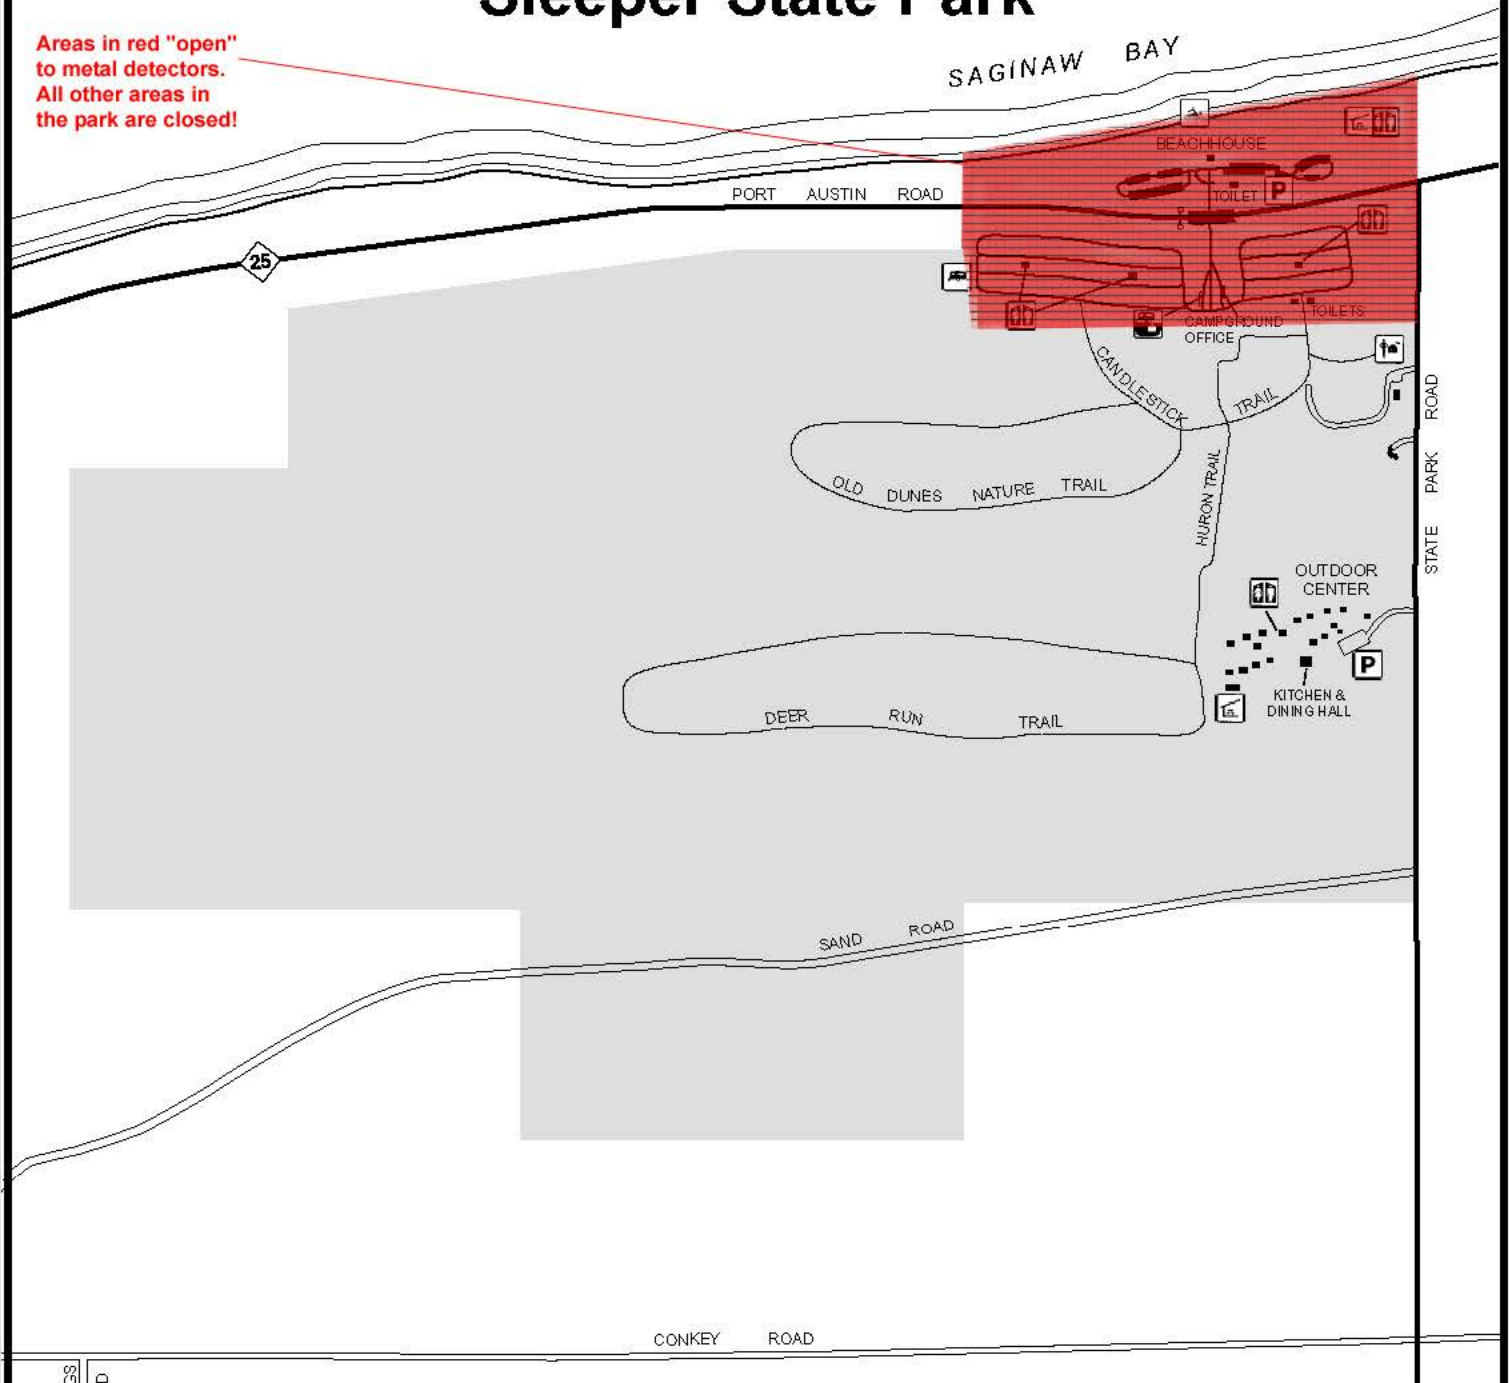 Sleeper State Park
Areas in red "open"
to metal detectors.
All other areas in
the park are closed!
SAGINAW BAY
BEACHHOUSE
PORT AUSTIN ROAD
TOILET P
25
TOILETS
CAMPGROUND
OFFICE
CANDLESTICK TRAIL
STATE PARK ROAD
OLD DUNES NATURE TRAIL
HURON TRAIL
OUTDOOR
CENTER
P
KITCHEN &
DINING HALL
DEER RUN TRAIL
SAND ROAD
CONKEY ROAD